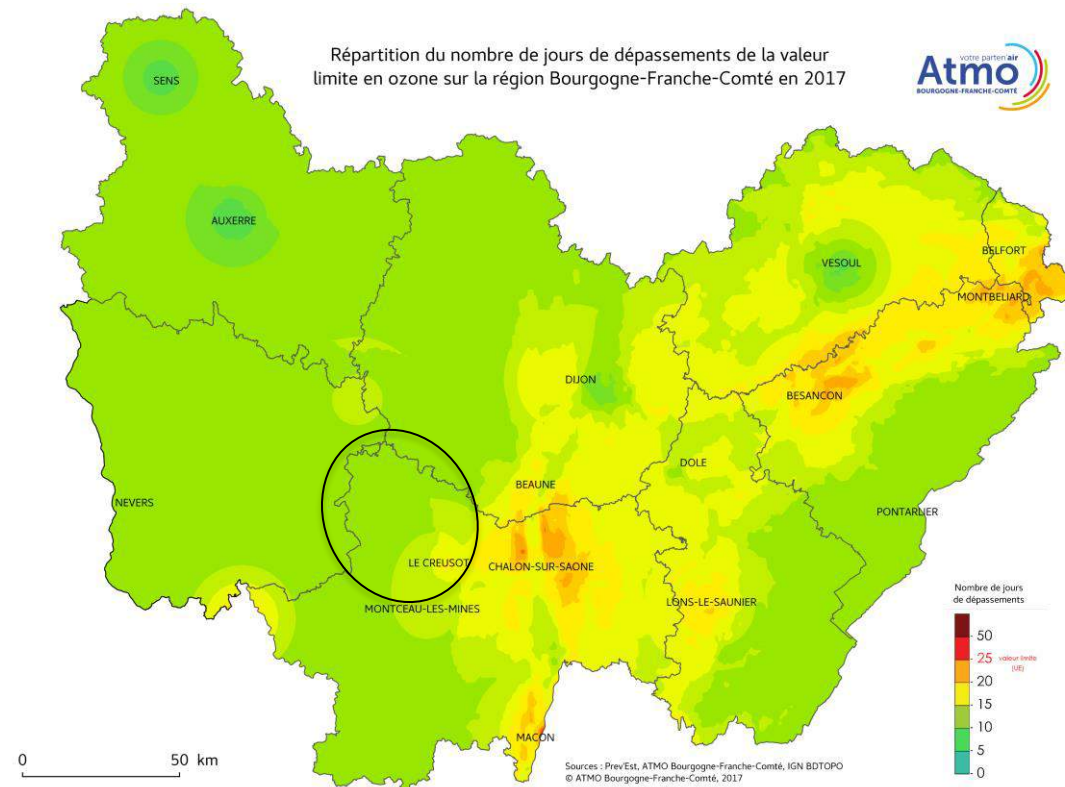 Répartition du nombre de jours de dépassements de la valeur
limite en ozone sur la région Bourgogne-Franche-Comté en 2017
votre parten'air
Atmo
BOURGOGNE-FRANCHE-COMTÉ
SENS
AUXERRE
VESOUL
BELFORT
MONTBELIARD
DIJON
BESANCON
DOLE
BEAUNE
NEVERS
PONTARLIER
LE CREUSOT
CHALON-SUR-SAONE
MONTCEAU-LES-MINES
LONS-LE-SAUNIER
MACON
Nombre de jours
de dépassements
50
25 valeur limite
(UE)
20
15
10
5
0
0 50 km
Sources : Prev'Est, ATMO Bourgogne-Franche-Comté, IGN BDTOPO
© ATMO Bourgogne-Franche-Comté, 2017